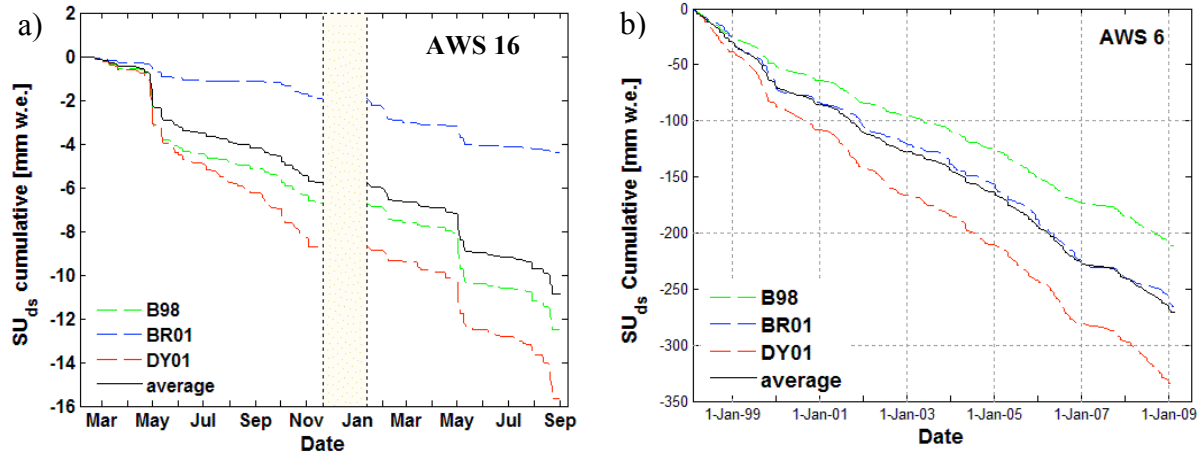 a)
AWS 16
SU_ds cumulative [mm w.e.]
2
0
-2
-4
-6
-8
-10
-12
-14
-16
B98
BR01
DY01
average
Mar May Jul Sep Nov Jan Mar May Jul Sep
Date
b)
AWS 6
SU_ds Cumulative [mm w.e.]
0
-50
-100
-150
-200
-250
-300
-350
B98
BR01
DY01
average
1-Jan-99 1-Jan-01 1-Jan-03 1-Jan-05 1-Jan-07 1-Jan-09
Date